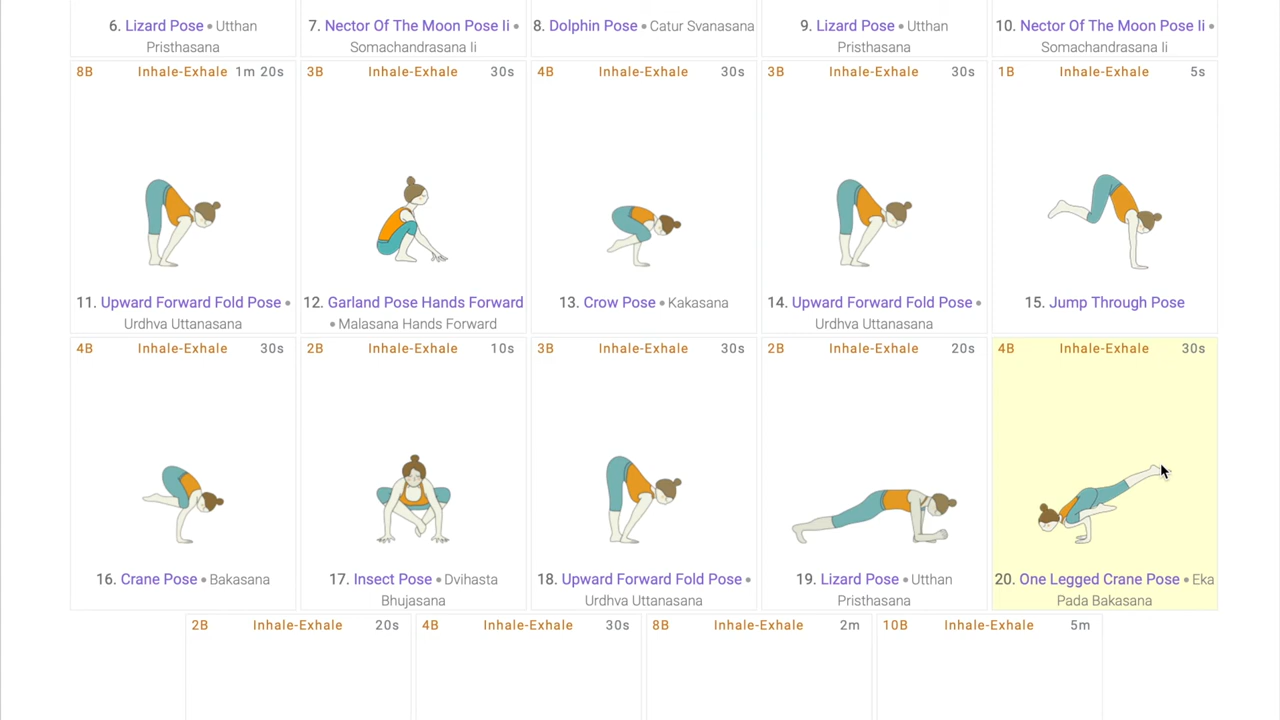 6. Lizard Pose • Utthan
Pristhasana
7. Nector Of The Moon Pose Ii •
Somachandrasana Ii
8. Dolphin Pose • Catur Svanasana
9. Lizard Pose • Utthan
Pristhasana
10. Nector Of The Moon Pose Ii •
Somachandrasana Ii
8B Inhale-Exhale 1m 20s
11. Upward Forward Fold Pose •
Urdhva Uttanasana
3B Inhale-Exhale 30s
12. Garland Pose Hands Forward
• Malasana Hands Forward
4B Inhale-Exhale 30s
13. Crow Pose • Kakasana
3B Inhale-Exhale 30s
14. Upward Forward Fold Pose •
Urdhva Uttanasana
1B Inhale-Exhale 5s
15. Jump Through Pose
4B Inhale-Exhale 30s
16. Crane Pose • Bakasana
2B Inhale-Exhale 10s
17. Insect Pose • Dvihasta
Bhujasana
3B Inhale-Exhale 30s
18. Upward Forward Fold Pose •
Urdhva Uttanasana
2B Inhale-Exhale 20s
19. Lizard Pose • Utthan
Pristhasana
4B Inhale-Exhale 30s
20. One Legged Crane Pose • Eka
Pada Bakasana
2B Inhale-Exhale 20s
4B Inhale-Exhale 30s
8B Inhale-Exhale 2m
10B Inhale-Exhale 5m